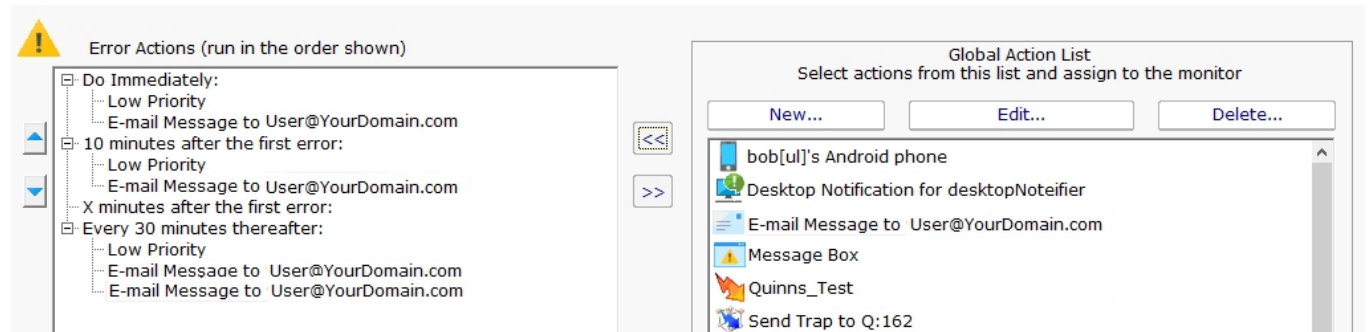 Error Actions (run in the order shown)
Do Immediately:
Low Priority
E-mail Message to User@YourDomain.com
10 minutes after the first error:
Low Priority
E-mail Message to User@YourDomain.com
X minutes after the first error:
Every 30 minutes thereafter:
Low Priority
E-mail Message to User@YourDomain.com
E-mail Message to User@YourDomain.com
<<
>>
Global Action List
Select actions from this list and assign to the monitor
New... Edit... Delete...
bob[ul]'s Android phone
Desktop Notification for desktopNoteifier
E-mail Message to User@YourDomain.com
Message Box
Quinns_Test
Send Trap to Q:162